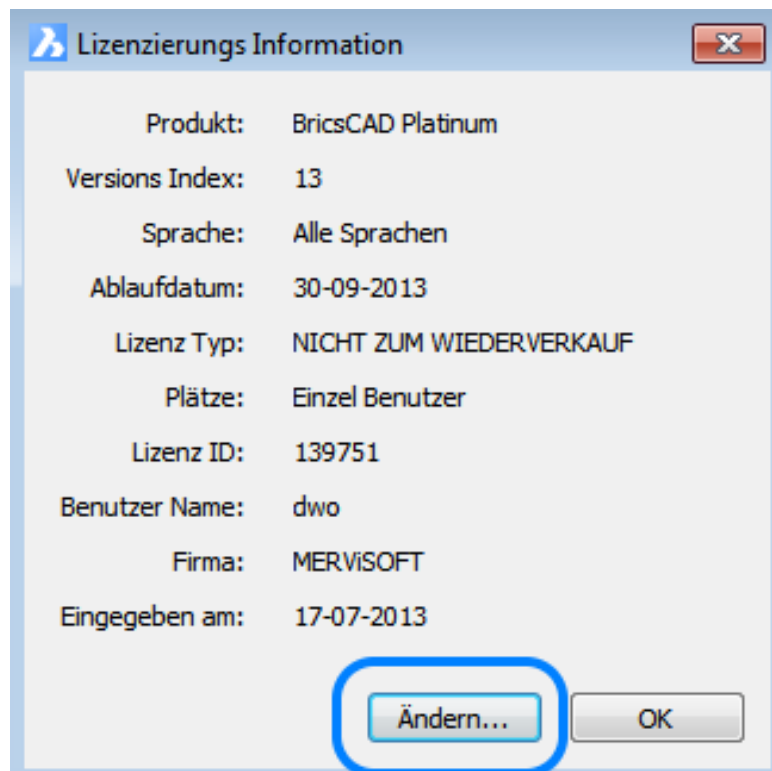 Lizenzierungs Information
Produkt: BricsCAD Platinum
Versions Index: 13
Sprache: Alle Sprachen
Ablaufdatum: 30-09-2013
Lizenz Typ: NICHT ZUM WIEDERVERKAUF
Plätze: Einzel Benutzer
Lizenz ID: 139751
Benutzer Name: dwo
Firma: MERViSOFT
Eingegeben am: 17-07-2013
Ändern... OK